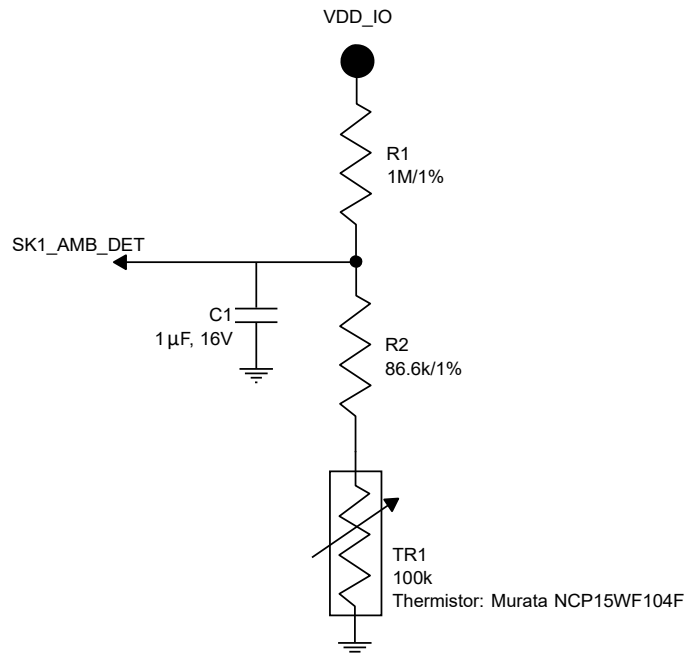 VDD_IO
R1
1M/1%
SK1_AMB_DET
C1
1μF, 16V
R2
86.6k/1%
TR1
100k
Thermistor: Murata NCP15WF104F